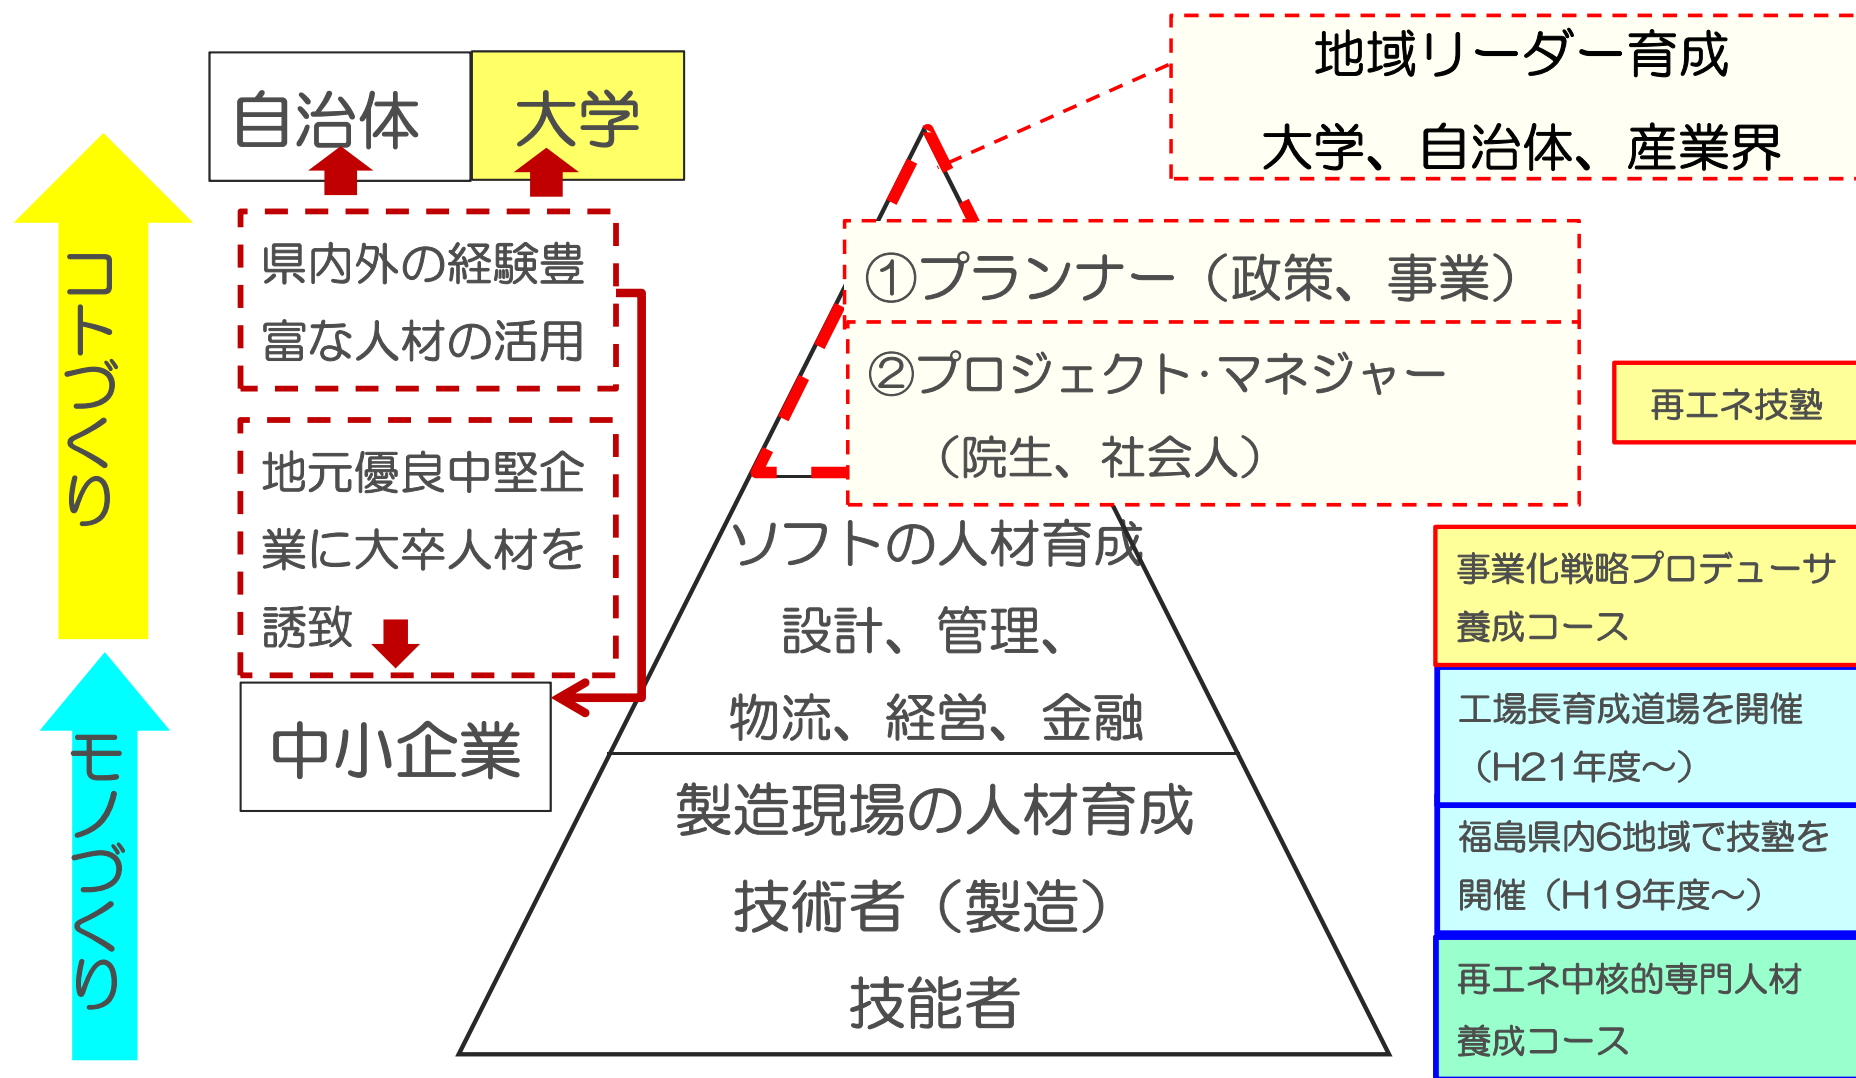 地域リーダー育成
大学、自治体、産業界
自治体
大学
コトづくり
県内外の経験豊
富な人材の活用
①プランナー（政策、事業）
②プロジェクト・マネジャー
（院生、社会人）
再エネ技塾
地元優良中堅企
業に大卒人材を
誘致
ソフトの人材育成
設計、管理、
物流、経営、金融
事業化戦略プロデューサ
養成コース
モノづくり
中小企業
工場長育成道場を開催
（H21年度～）
製造現場の人材育成
技術者（製造）
技能者
福島県内6地域で技塾を
開催（H19年度～）
再エネ中核的専門人材
養成コース